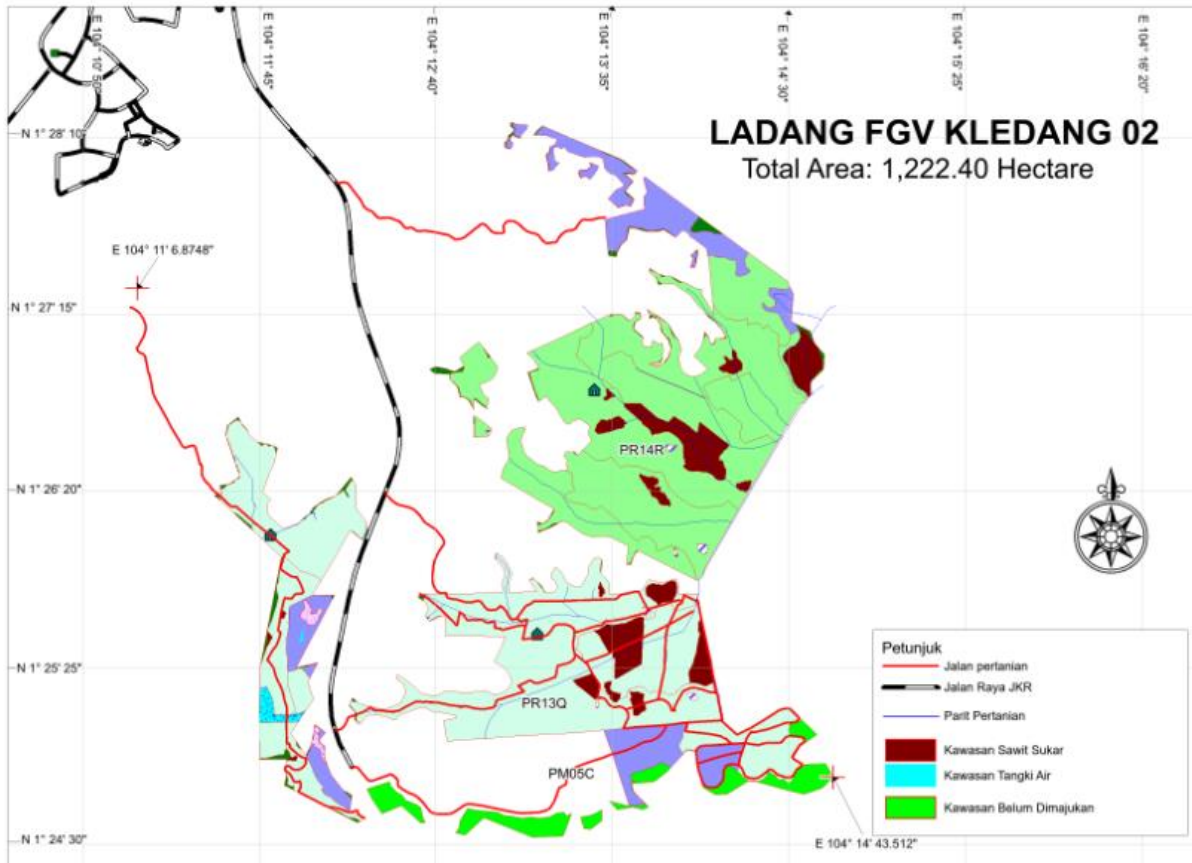 E 104° 10' 50"
E 104° 11' 45"
E 104° 12' 40"
E 104° 13' 35"
E 104° 14' 30"
E 104° 15' 25"
E 104° 16' 20"
N 1° 28' 10"
LADANG FGV KLEDANG 02
Total Area: 1,222.40 Hectare
E 104° 11' 6.8748"
N 1° 27' 15"
PR14R
N 1° 26' 20"
N 1° 25' 25"
PR13Q
PM05C
N 1° 24' 30"
E 104° 14' 43.512"
Petunjuk
Jalan pertanian
Jalan Raya JKR
Parit Pertanian
Kawasan Sawit Sukar
Kawasan Tangki Air
Kawasan Belum Dimajukan